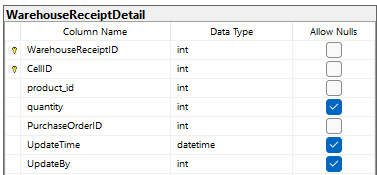 WarehouseReceiptDetail
Column Name Data Type Allow Nulls
WarehouseReceiptID int
CellID int
product_id int
quantity int
PurchaseOrderID int
UpdateTime datetime
UpdateBy int